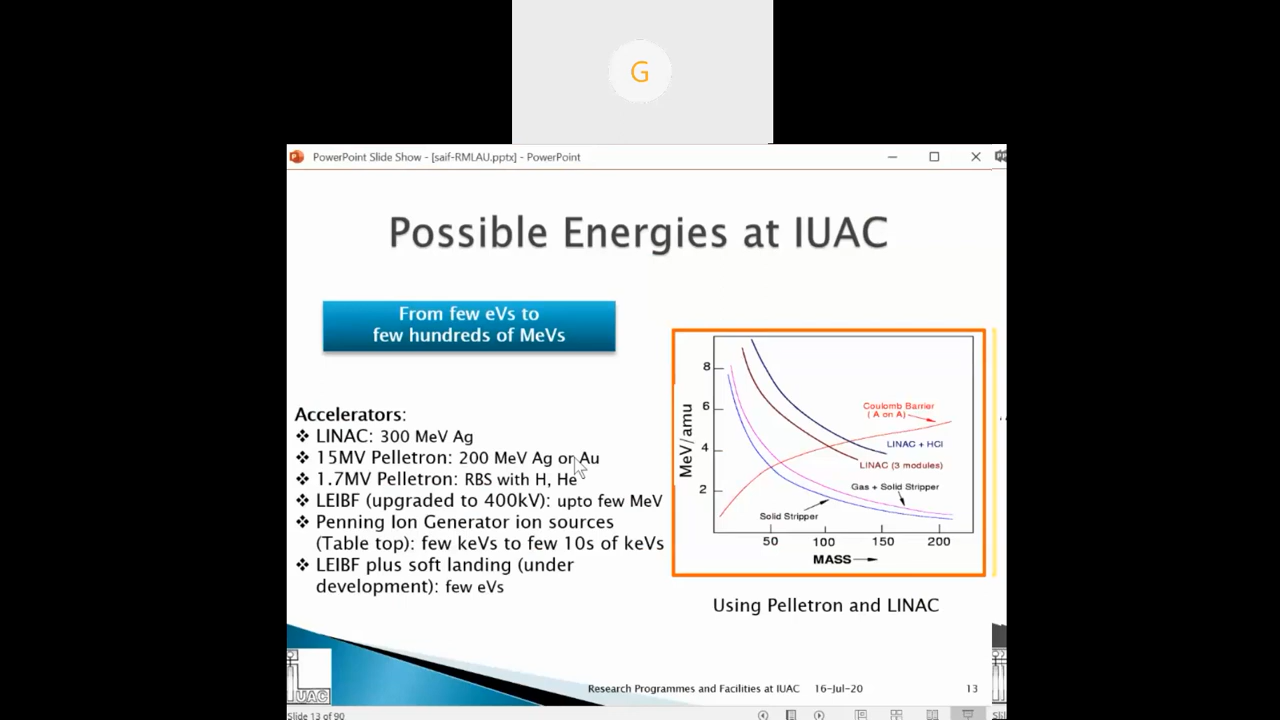 G
PowerPoint Slide Show - [saif-RMLAU.pptx] - PowerPoint
Possible Energies at IUAC
From few eVs to
few hundreds of MeVs
Accelerators:
❖ LINAC: 300 MeV Ag
❖ 15MV Pelletron: 200 MeV Ag or Au
❖ 1.7MV Pelletron: RBS with H, He
❖ LEIBF (upgraded to 400kV): upto few MeV
❖ Penning Ion Generator ion sources
(Table top): few keVs to few 10s of keVs
❖ LEIBF plus soft landing (under
development): few eVs
8
6
4
2
MeV/amu
Coulomb Barrier
( A on A )
LINAC + HCI
LINAC (3 modules)
Gas + Solid Stripper
Solid Stripper
50 100 150 200
MASS
Using Pelletron and LINAC
IUAC
Research Programmes and Facilities at IUAC 16-Jul-20 13
Slide 13 of 90